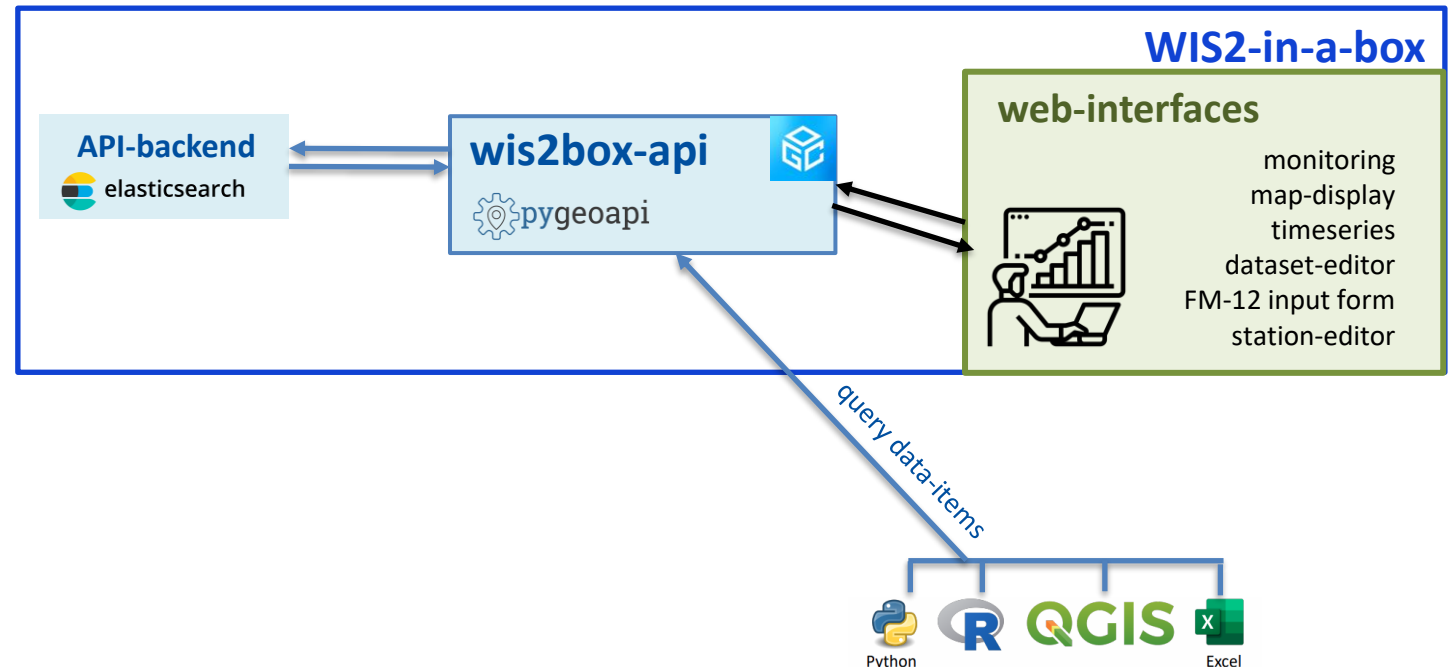 WIS2-in-a-box
web-interfaces
API-backend
elasticsearch
wis2box-api
pygeoapi
monitoring
map-display
timeseries
dataset-editor
FM-12 input form
station-editor
query data-items
R
QGIS
X
Python
Excel